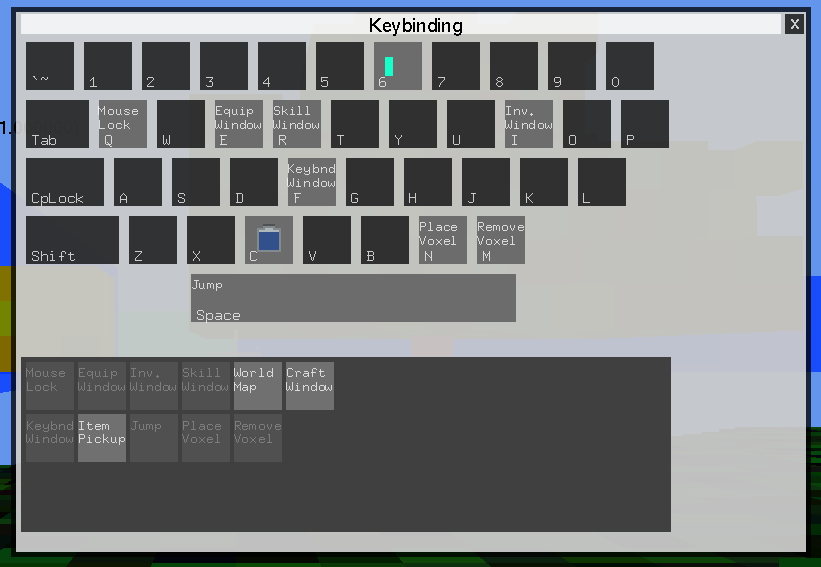 Keybinding
X
`~ 1 2 3 4 5 6 7 8 9 0
1.0
Mouse Equip Skill Inv.
Lock Window Window Window
Tab Q W E R T Y U I O P
Keybnd
Window
CpLock A S D F G H J K L
Place Remove
Voxel Voxel
Shift Z X C V B N M
Jump
Space
Mouse Equip Inv. Skill World Craft
Lock Window Window Window Map Window
Keybnd Item Jump Place Remove
Window Pickup Voxel Voxel